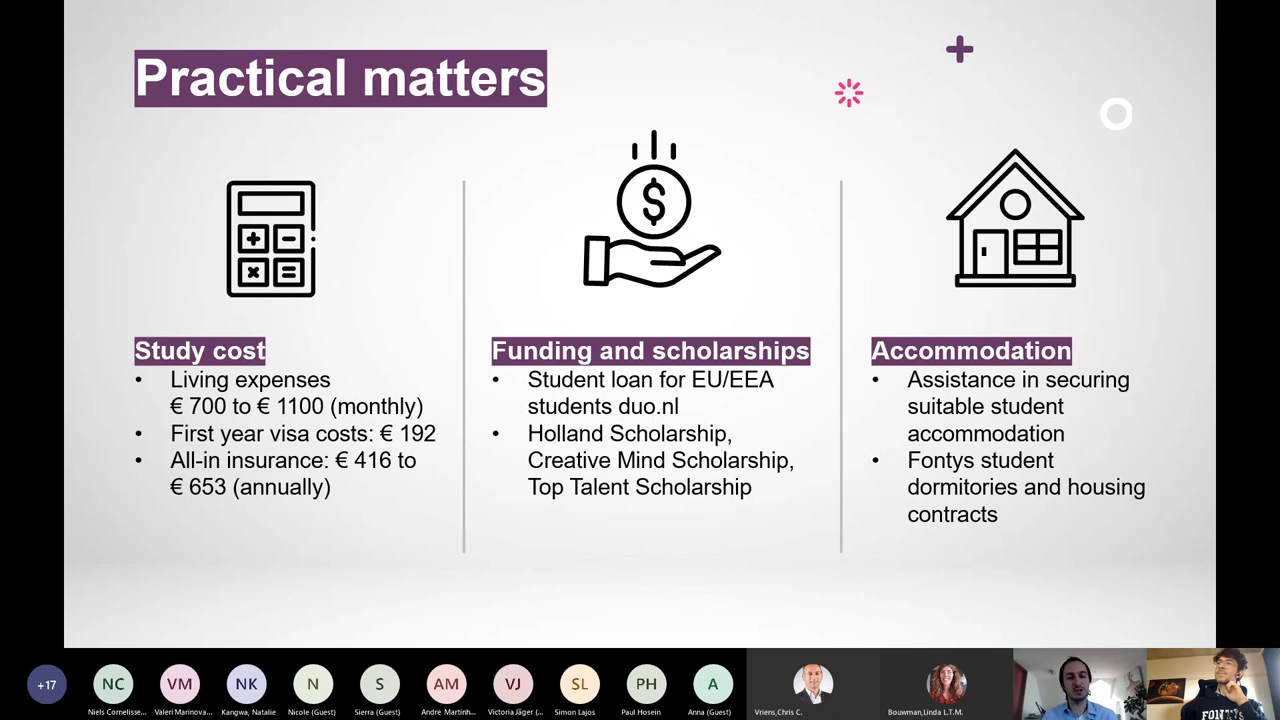 Practical matters
Study cost
• Living expenses
€ 700 to € 1100 (monthly)
• First year visa costs: € 192
• All-in insurance: € 416 to
€ 653 (annually)
$
Funding and scholarships
• Student loan for EU/EEA
students duo.nl
• Holland Scholarship,
Creative Mind Scholarship,
Top Talent Scholarship
Accommodation
• Assistance in securing
suitable student
accommodation
• Fontys student
dormitories and housing
contracts
+17
NC
VM
NK
N
S
AM
VJ
SL
PH
A
Niels Cornelisse...
Valeri Marinova...
Kangwa, Natalie
Nicole (Guest)
Sierra (Guest)
Andre Martinh...
Victoria Jäger (...
Simon Lajos
Paul Hosein
Anna (Guest)
Vriens,Chris C.
Bouwman,Linda L.T.M.